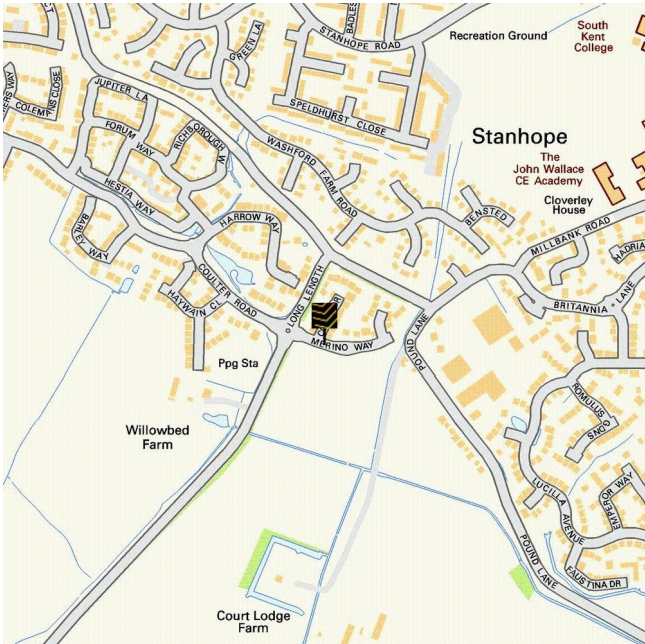 GREEN LA
STANHOPE ROAD
Recreation Ground
South
Kent
College
JUPITER LA
SPELDHURST CLOSE
FORUM WAY
RICHBOROUGH W
WASHFORD FARM ROAD
Stanhope
The
John Wallace
CE Academy
Cloverley
House
HESTIA WAY
BARLEY WAY
HARROW WAY
BENSTED
MILLBANK ROAD
COULTER ROAD
HAYWAIN CL
LONG LENGTH
BRITANNIA LANE
MERINO WAY
POUND LANE
Ppg Sta
ROMULUS GDNS
Willowbed
Farm
LUCILLA AVENUE
EMPEROR WAY
POUND LANE
FAUSTINA DR
Court Lodge
Farm